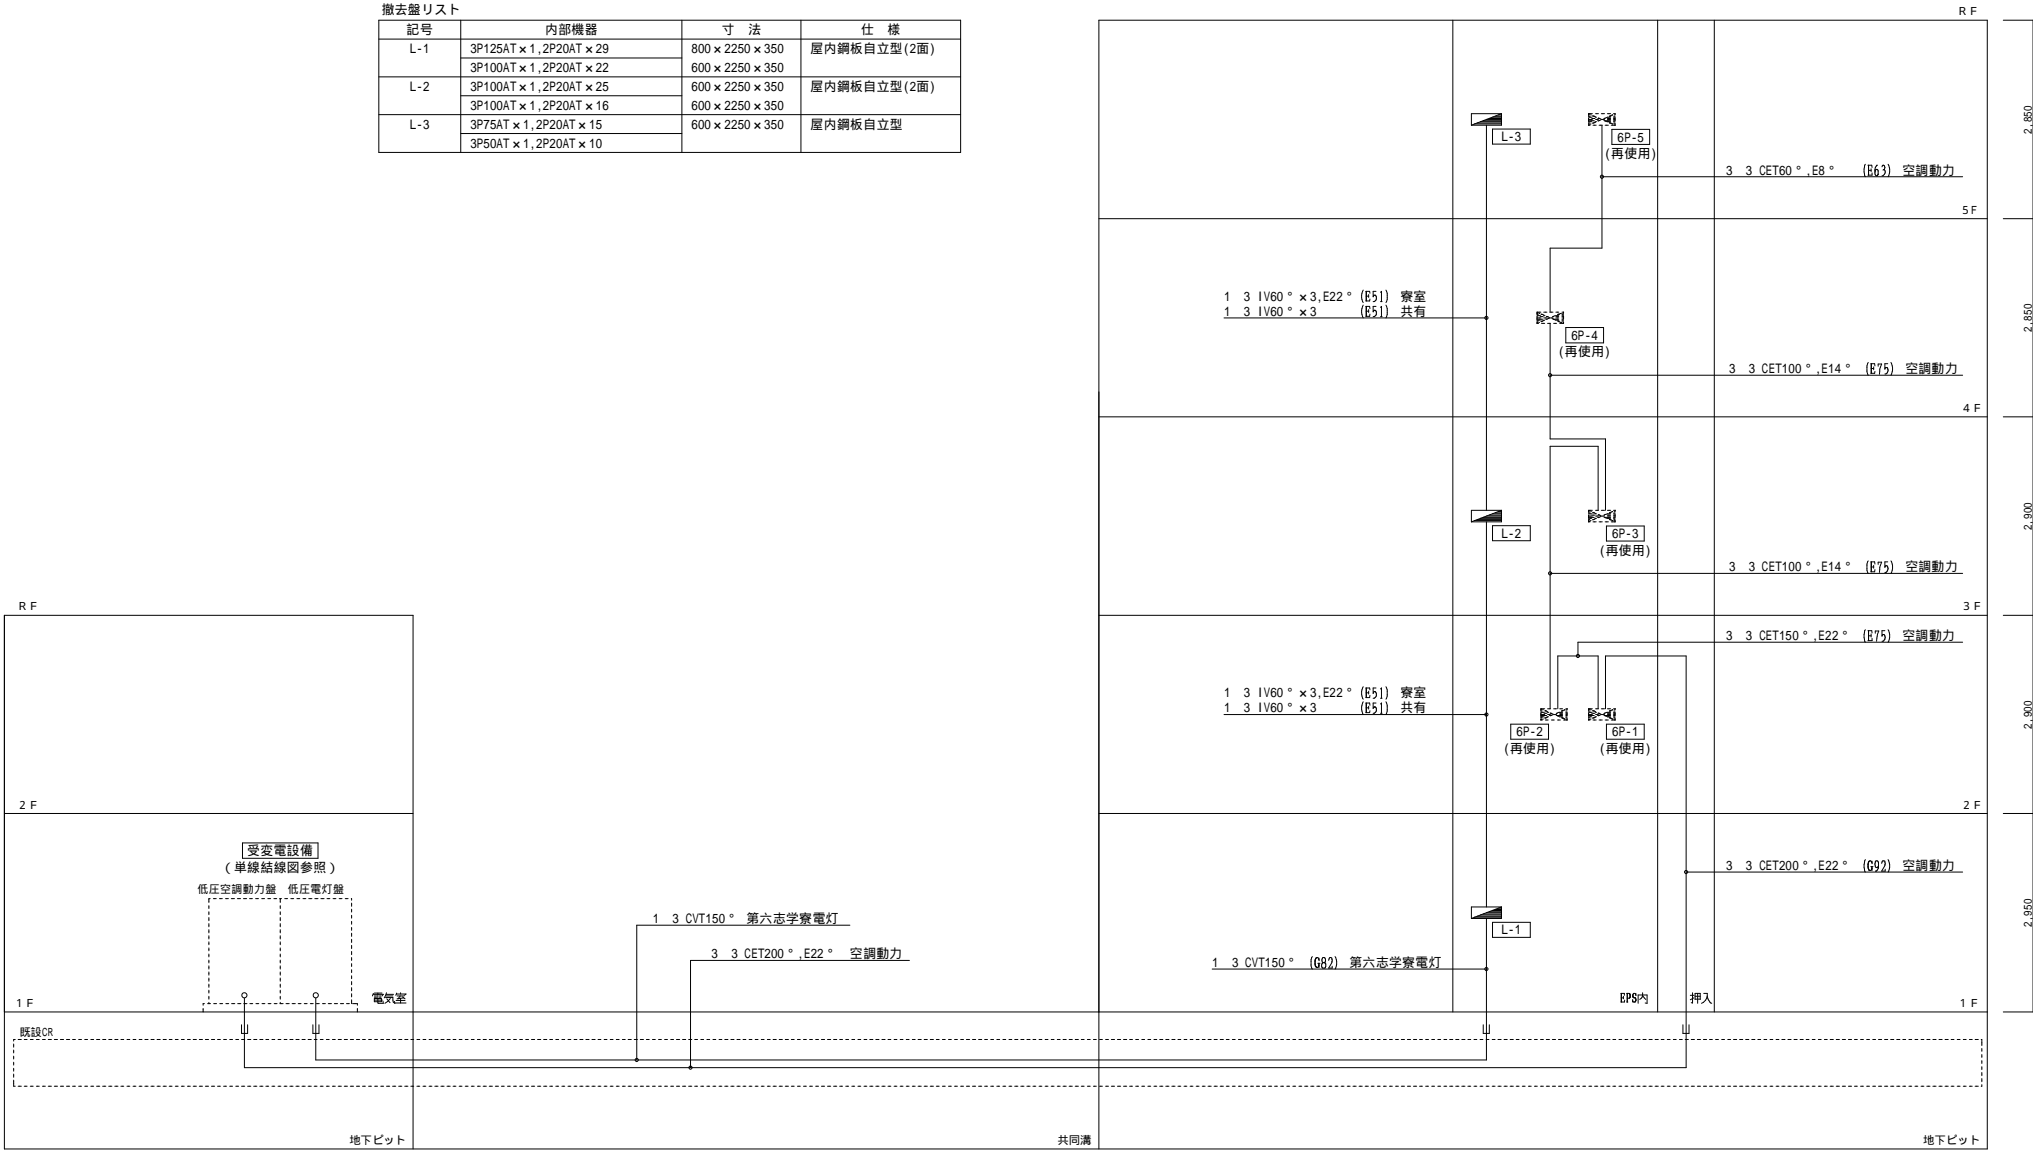 撤去盤リスト
記号 内部機器 寸 法 仕 様
L-1 3P125AT×1,2P20AT×29 800×2250×350 屋内鋼板自立型(2面)
3P100AT×1,2P20AT×22 600×2250×350
L-2 3P100AT×1,2P20AT×25 600×2250×350 屋内鋼板自立型(2面)
3P100AT×1,2P20AT×16 600×2250×350
L-3 3P75AT×1,2P20AT×15 600×2250×350 屋内鋼板自立型
3P50AT×1,2P20AT×10
RF
2,850
L-3
6P-5
(再使用)
3 3 CET60°,E8° (E63) 空調動力
5F
1 3 IV60°×3,E22°(E51) 寮室
1 3 IV60°×3 (E51) 共有
2,850
6P-4
(再使用)
3 3 CET100°,E14° (E75) 空調動力
4F
2,900
L-2
6P-3
(再使用)
3 3 CET100°,E14° (E75) 空調動力
RF
3F
3 3 CET150°,E22° (E75) 空調動力
1 3 IV60°×3,E22°(E51) 寮室
1 3 IV60°×3 (E51) 共有
2,900
6P-2
(再使用)
6P-1
(再使用)
2F
2F
受変電設備
(単線結線図参照)
低圧空調動力盤 低圧電灯盤
3 3 CET200°,E22° (G92) 空調動力
2,950
1 3 CVT150° 第六志学寮電灯
L-1
3 3 CET200°,E22° 空調動力
1 3 CVT150° (G82) 第六志学寮電灯
1F
電気室
EPS内
押入
1F
既設CR
地下ピット
共同溝
地下ピット